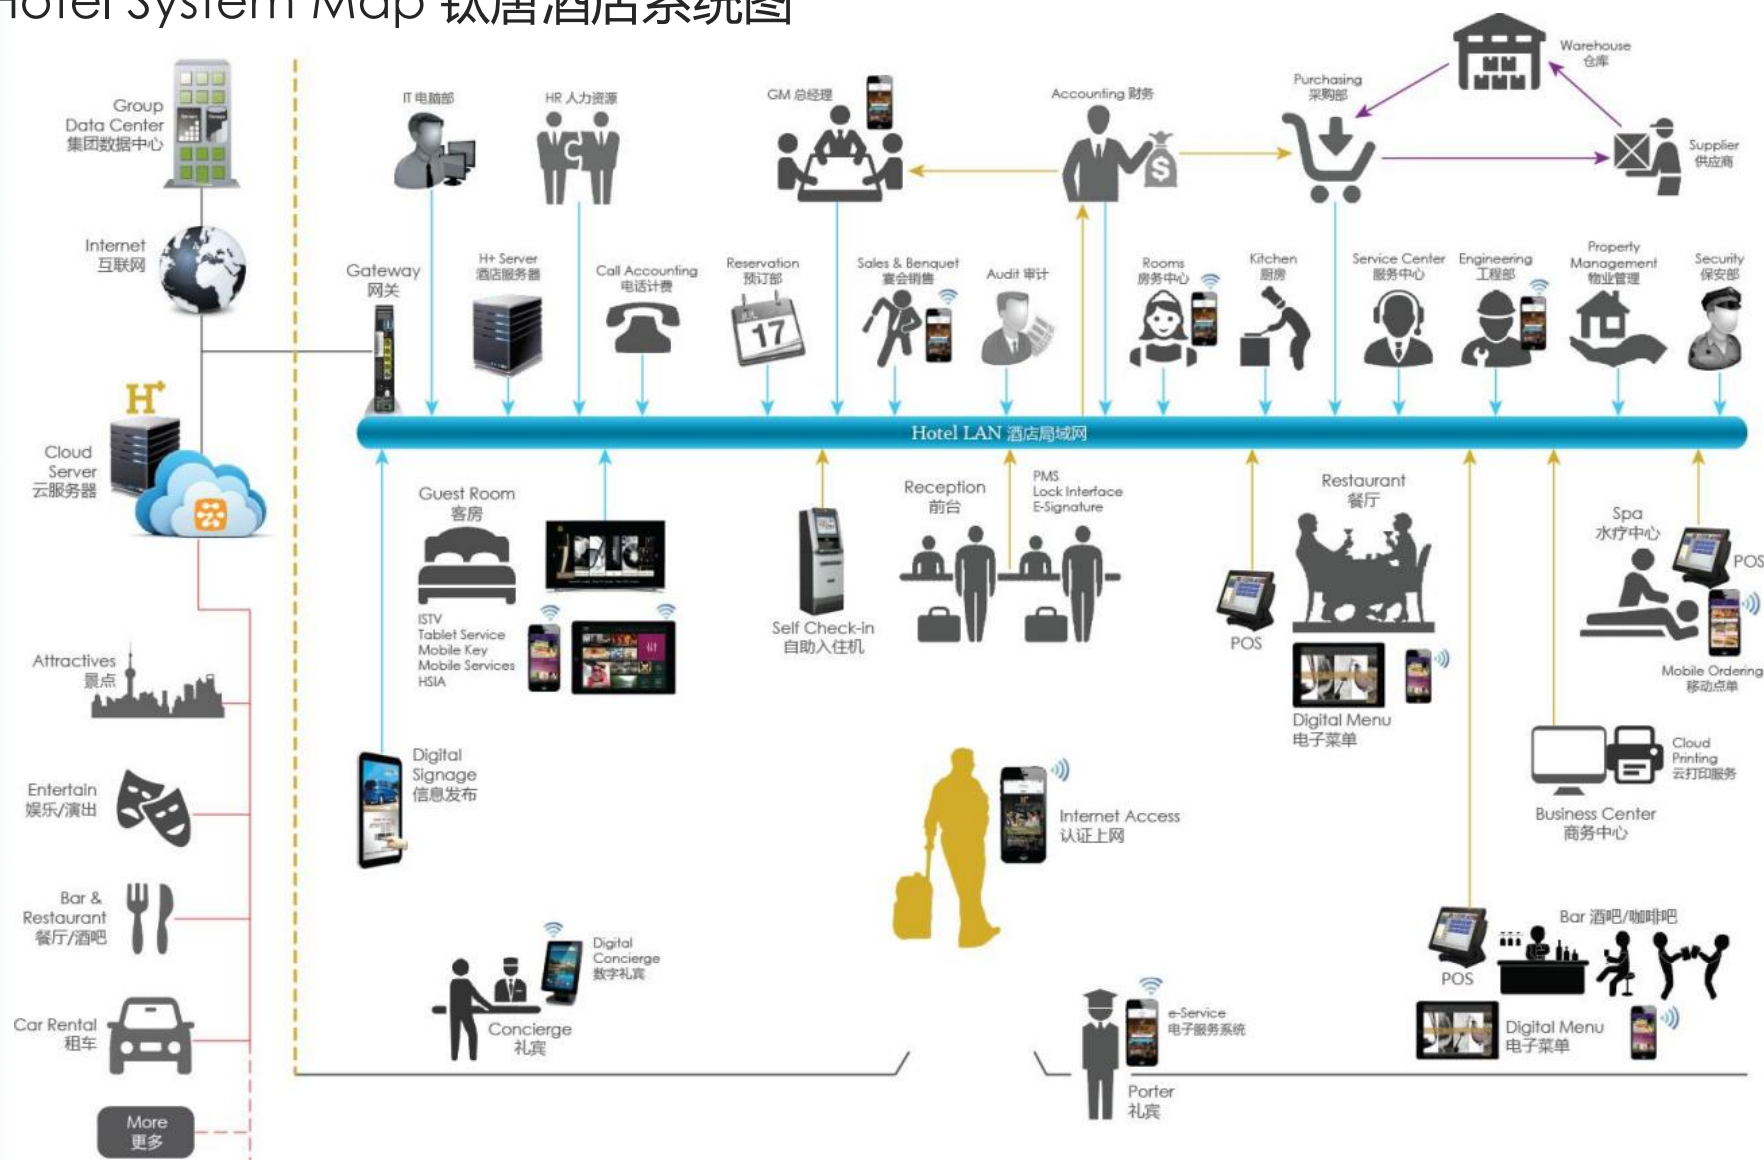 Hotel System Map 钛唐酒店系统图
Group
Data Center
集团数据中心
Internet
互联网
Cloud
Server
云服务器
H+
Attractives
景点
Entertain
娱乐/演出
Bar &
Restaurant
餐厅/酒吧
Car Rental
租车
More
更多
IT 电脑部
HR 人力资源
GM 总经理
Accounting 财务
$
Purchasing
采购部
Warehouse
仓库
Supplier
供应商
Gateway
网关
H+ Server
酒店服务器
Call Accounting
电话计费
Reservation
预订部
JUL
17
Sales & Benquet
宴会销售
Audit 审计
Rooms
房务中心
Kitchen
厨房
Service Center
服务中心
Engineering
工程部
Property
Management
物业管理
Security
保安部
Hotel LAN 酒店局域网
Guest Room
客房
ISTV
Tablet Service
Mobile Key
Mobile Services
HSIA
Self Check-in
自助入住机
Reception
前台
PMS
Lock Interface
E-Signature
POS
Restaurant
餐厅
Digital Menu
电子菜单
Spa
水疗中心
POS
Mobile Ordering
移动点单
Digital
Signage
信息发布
Internet Access
认证上网
Cloud
Printing
云打印服务
Business Center
商务中心
Digital
Concierge
数字礼宾
Concierge
礼宾
e-Service
电子服务系统
Porter
礼宾
POS
Bar 酒吧/咖啡吧
Digital Menu
电子菜单